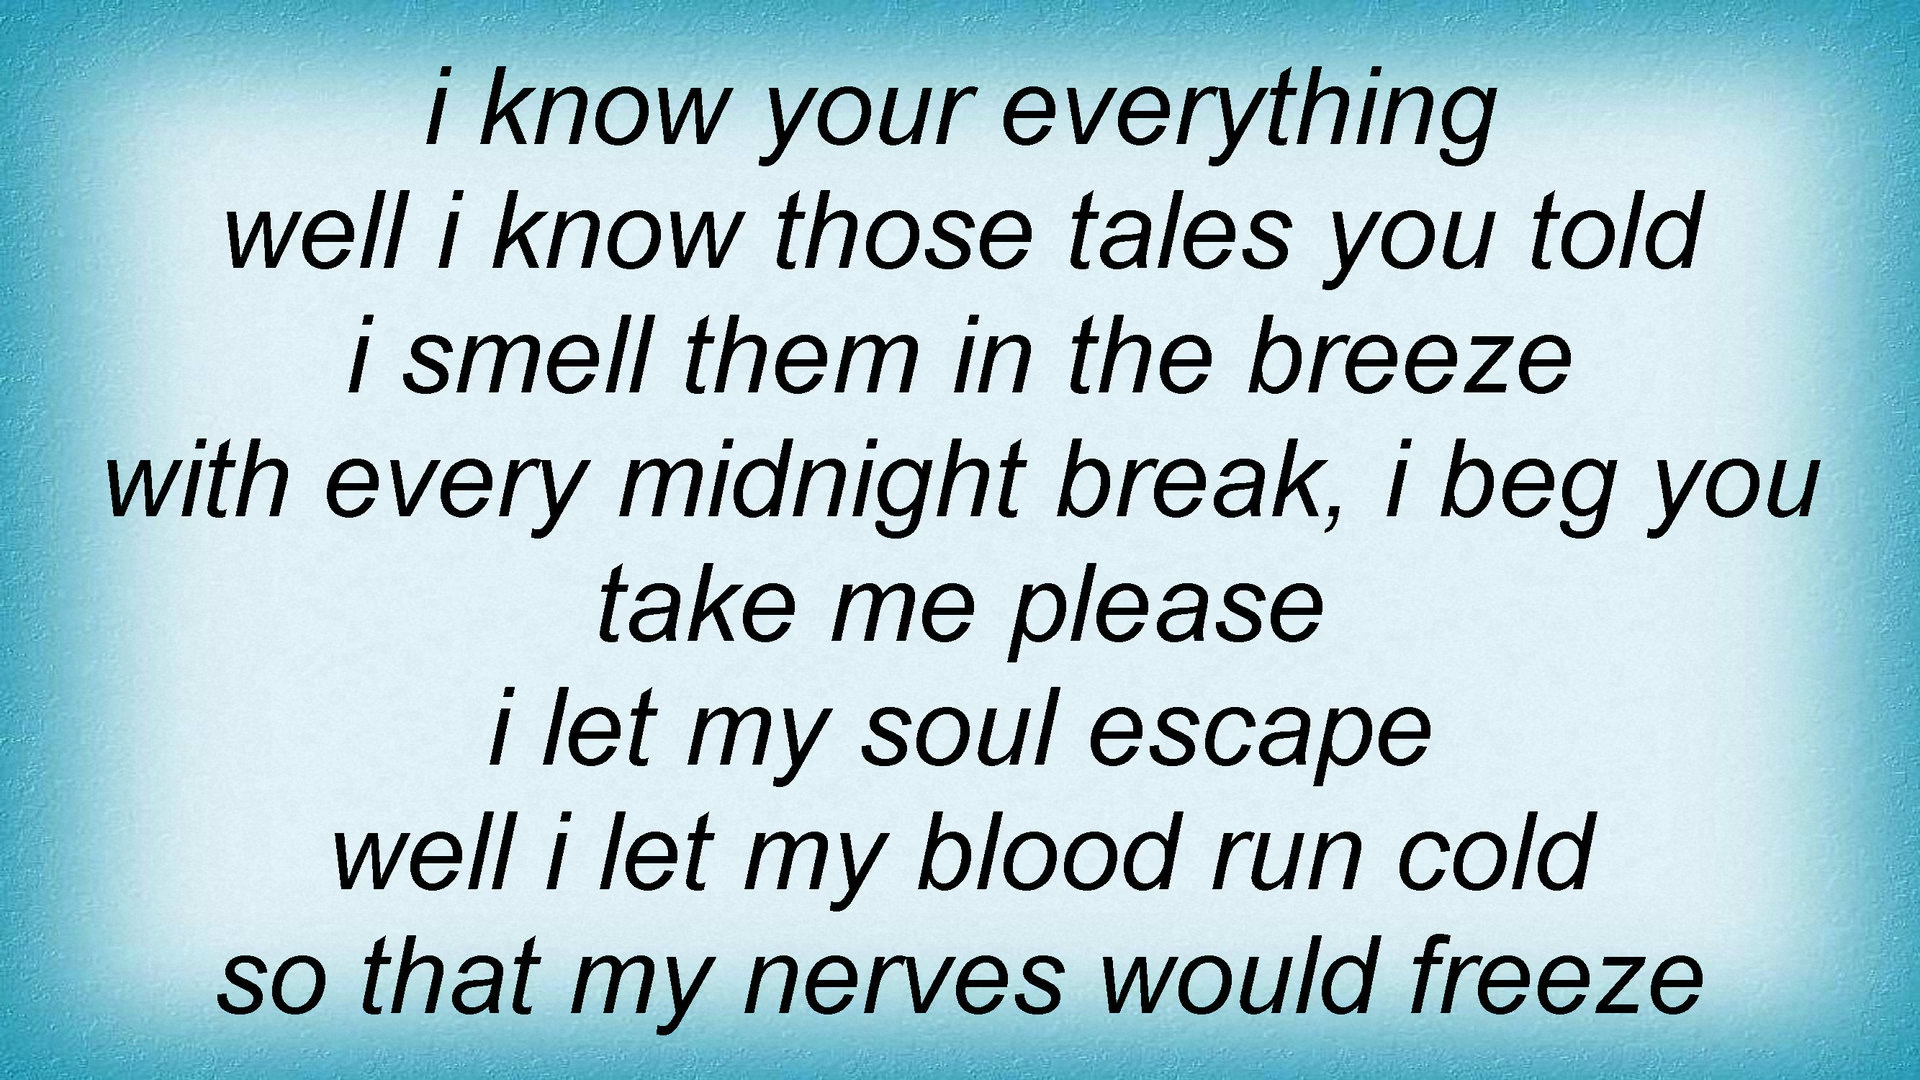 i know your everything
well i know those tales you told
i smell them in the breeze
with every midnight break, i beg you
take me please
i let my soul escape
well i let my blood run cold
so that my nerves would freeze